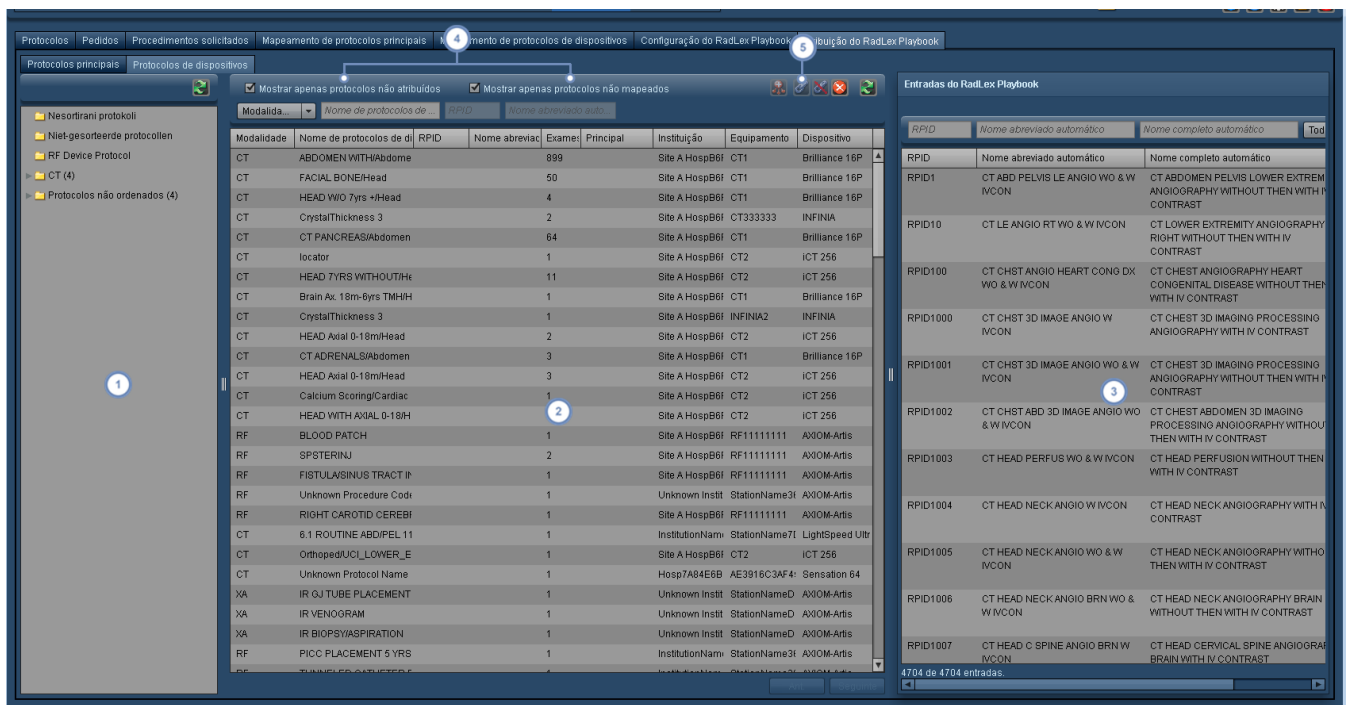 Protocolos Pedidos Procedimentos solicitados Mapeamento de protocolos principais 4 mento de protocolos de dispositivos Configuração do RadLex Playbook 5 ribuição do RadLex Playbook
Protocolos principais Protocolos de dispositivos
Mostrar apenas protocolos não atribuídos Mostrar apenas protocolos não mapeados
Entradas do RadLex Playbook
Modalida... Nome de protocolos de ... RPID Nome abreviado auto...
RPID Nome abreviado automático Nome completo automático Tod
Nesortirani protokoli
Niet-gesorteerde protocollen
RF Device Protocol
CT (4)
Protocolos não ordenados (4)
1
Modalidade Nome de protocolos de di RPID Nome abreviac Exames Principal Instituição Equipamento Dispositivo
CT ABDOMEN WITH/Abdome 899 Site A HospB6F CT1 Brilliance 16P
CT FACIAL BONE/Head 50 Site A HospB6F CT1 Brilliance 16P
CT HEAD W/O 7yrs +/Head 4 Site A HospB6F CT1 Brilliance 16P
CT CrystalThickness 3 2 Site A HospB6F CT333333 INFINIA
CT CT PANCREAS/Abdomen 64 Site A HospB6F CT1 Brilliance 16P
CT locator 1 Site A HospB6F CT2 iCT 256
CT HEAD 7YRS WITHOUT/He 11 Site A HospB6F CT2 iCT 256
CT Brain Ax. 18m-6yrs TMH/H 1 Site A HospB6F CT1 Brilliance 16P
CT CrystalThickness 3 1 Site A HospB6F INFINIA2 INFINIA
CT HEAD Axial 0-18m/Head 2 Site A HospB6F CT2 iCT 256
CT CT ADRENALS/Abdomen 3 Site A HospB6F CT1 Brilliance 16P
CT HEAD Axial 0-18m/Head 3 Site A HospB6F CT2 iCT 256
CT Calcium Scoring/Cardiac 1 Site A HospB6F CT2 iCT 256
CT HEAD WITH AXIAL 0-18/H 2 Site A HospB6F CT2 iCT 256
RF BLOOD PATCH 1 Site A HospB6F RF11111111 AXIOM-Artis
RF SPSTERINJ 2 Site A HospB6F RF11111111 AXIOM-Artis
RF FISTULA/SINUS TRACT IN 1 Site A HospB6F RF11111111 AXIOM-Artis
RF Unknown Procedure Code 1 Unknown Instit StationName36 AXIOM-Artis
RF RIGHT CAROTID CEREBR 1 Site A HospB6F RF11111111 AXIOM-Artis
CT 6.1 ROUTINE ABD/PEL 11 1 InstitutionName StationName7D LightSpeed Ultr
CT Orthoped/UCI_LOWER_E 1 Site A HospB6F CT2 iCT 256
CT Unknown Protocol Name 1 Hosp7A84E6B AE3916C3AF4 Sensation 64
XA IR GJ TUBE PLACEMENT 1 Unknown Instit StationNameD AXIOM-Artis
XA IR VENOGRAM 1 Unknown Instit StationNameD AXIOM-Artis
XA IR BIOPSY/ASPIRATION 1 Unknown Instit StationNameD AXIOM-Artis
RF PICC PLACEMENT 5 YRS 1 InstitutionName StationName36 AXIOM-Artis
RPID Nome abreviado automático Nome completo automático
RPID1 CT ABD PELVIS LE ANGIO WO & W CT ABDOMEN PELVIS LOWER EXTREM
IVCON ANGIOGRAPHY WITHOUT THEN WITH IV
CONTRAST
RPID10 CT LE ANGIO RT WO & W IVCON CT LOWER EXTREMITY ANGIOGRAPHY
RIGHT WITHOUT THEN WITH IV
CONTRAST
RPID100 CT CHST ANGIO HEART CONG DX CT CHEST ANGIOGRAPHY HEART
WO & W IVCON CONGENITAL DISEASE WITHOUT THEN
WITH IV CONTRAST
RPID1000 CT CHST 3D IMAGE ANGIO W CT CHEST 3D IMAGING PROCESSING
IVCON ANGIOGRAPHY WITH IV CONTRAST
RPID1001 CT CHST 3D IMAGE ANGIO WO & W CT CHEST 3D IMAGING PROCESSING
IVCON ANGIOGRAPHY WITHOUT THEN WITH IV
3 CONTRAST
RPID1002 CT CHST ABD 3D IMAGE ANGIO WO CT CHEST ABDOMEN 3D IMAGING
& W IVCON PROCESSING ANGIOGRAPHY WITHOU
THEN WITH IV CONTRAST
RPID1003 CT HEAD PERFUS WO & W IVCON CT HEAD PERFUSION WITHOUT THEN
WITH IV CONTRAST
RPID1004 CT HEAD NECK ANGIO W IVCON CT HEAD NECK ANGIOGRAPHY WITH IV
CONTRAST
RPID1005 CT HEAD NECK ANGIO WO & W CT HEAD NECK ANGIOGRAPHY WITHO
IVCON THEN WITH IV CONTRAST
RPID1006 CT HEAD NECK ANGIO BRN WO & CT HEAD NECK ANGIOGRAPHY BRAIN
W IVCON WITHOUT THEN WITH IV CONTRAST
RPID1007 CT HEAD C SPINE ANGIO BRN W CT HEAD CERVICAL SPINE ANGIOGRAF
IVCON BRAIN WITH IV CONTRAST
4704 de 4704 entradas.